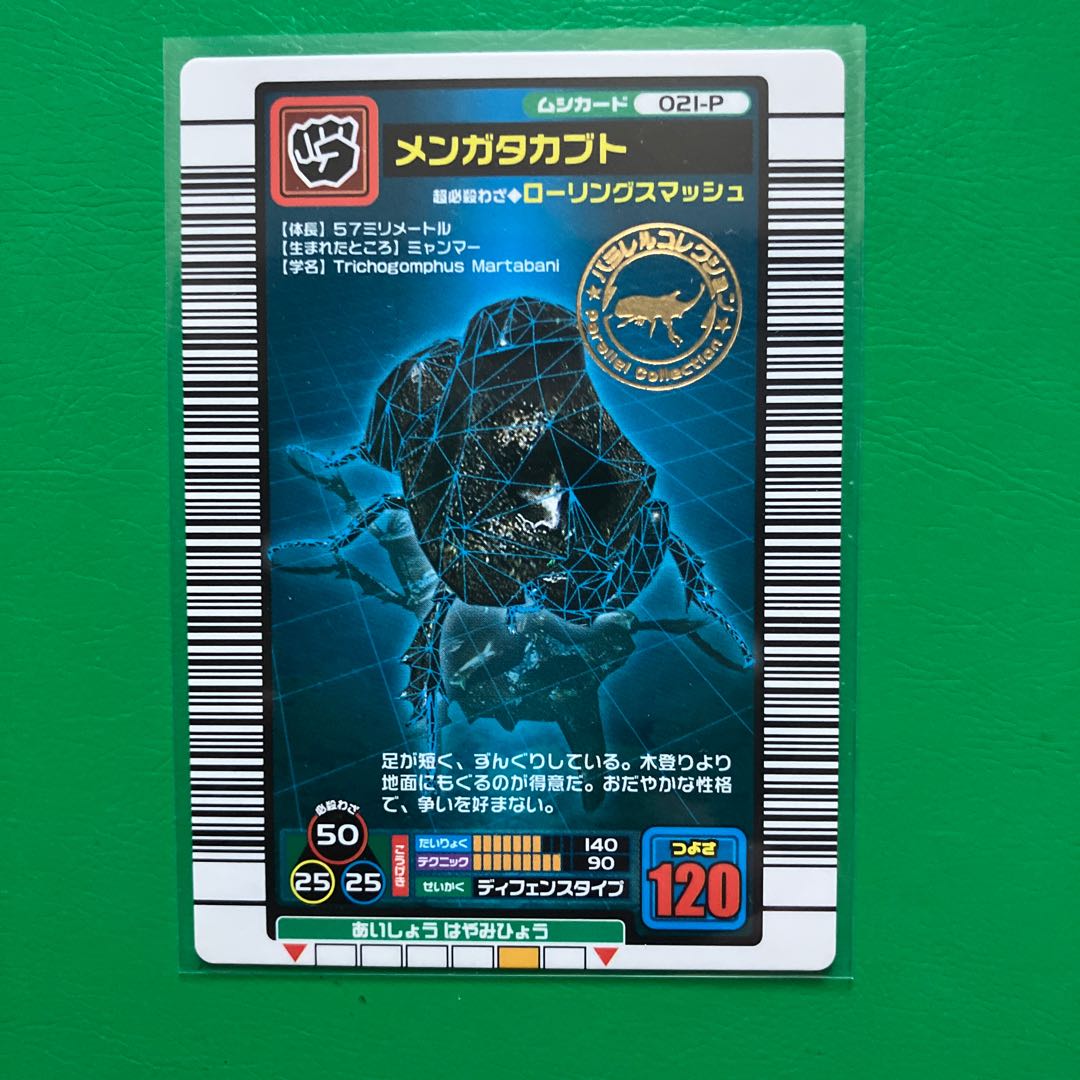 ムシカード 021-P
メンガタカブト
超必殺わざ◆ローリングスマッシュ
【体長】57ミリメートル
【生まれたところ】ミャンマー
【学名】Trichogomphus Martabani
パラレルコレクション
Parallel Collection
足が短く、ずんぐりしている。木登りより
地面にもぐるのが得意だ。おだやかな性格
で、争いを好まない。
必殺わざ
50
25 25
こうげき
たいりょく 140
テクニック 90
せいかく ディフェンスタイプ
つよさ
120
あいしょう はやみひょう